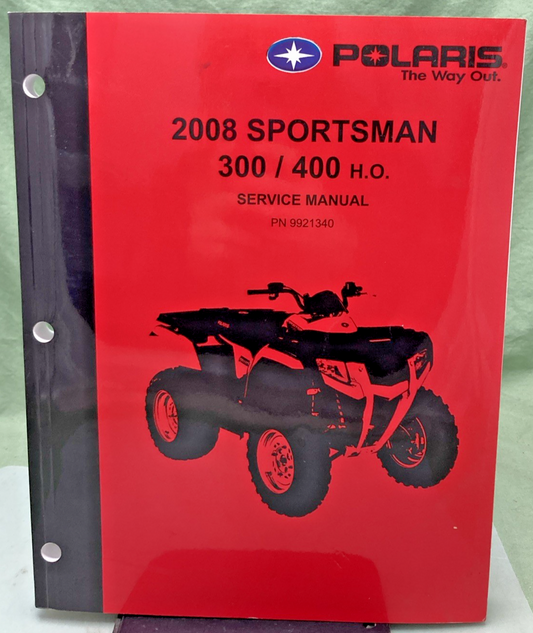 POLARIS®
The Way Out.
2008 SPORTSMAN
300 / 400 H.O.
SERVICE MANUAL
PN 9921340